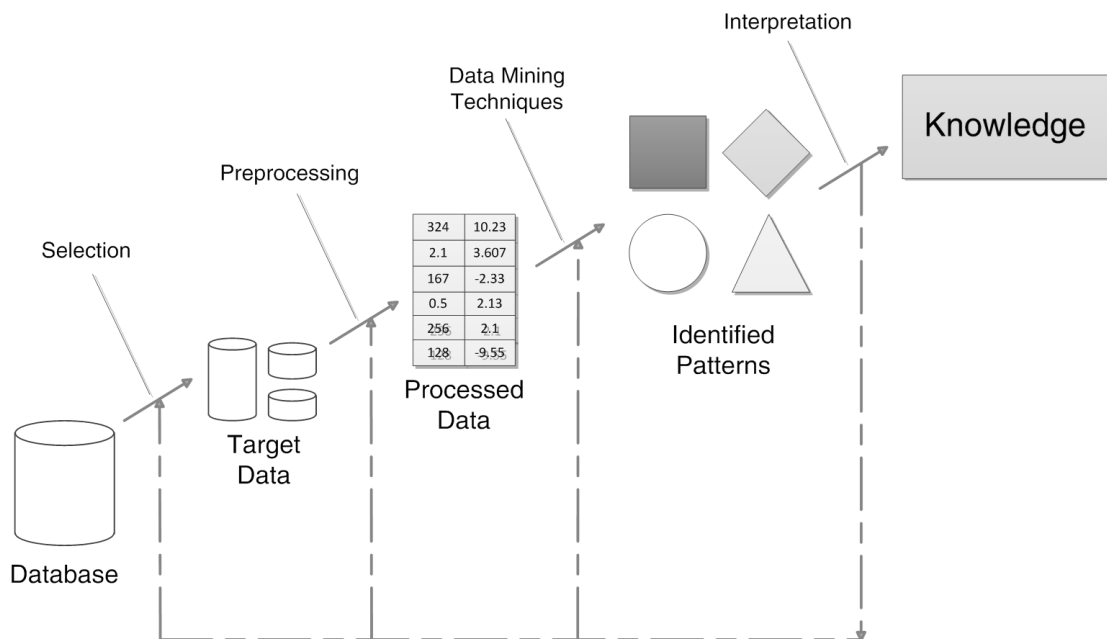 Interpretation
Knowledge
Data Mining
Techniques
Preprocessing
Selection
324 10.23
2.1 3.607
167 -2.33
0.5 2.13
256 2.1
128 -9.55
Identified
Patterns
Processed
Data
Target
Data
Database